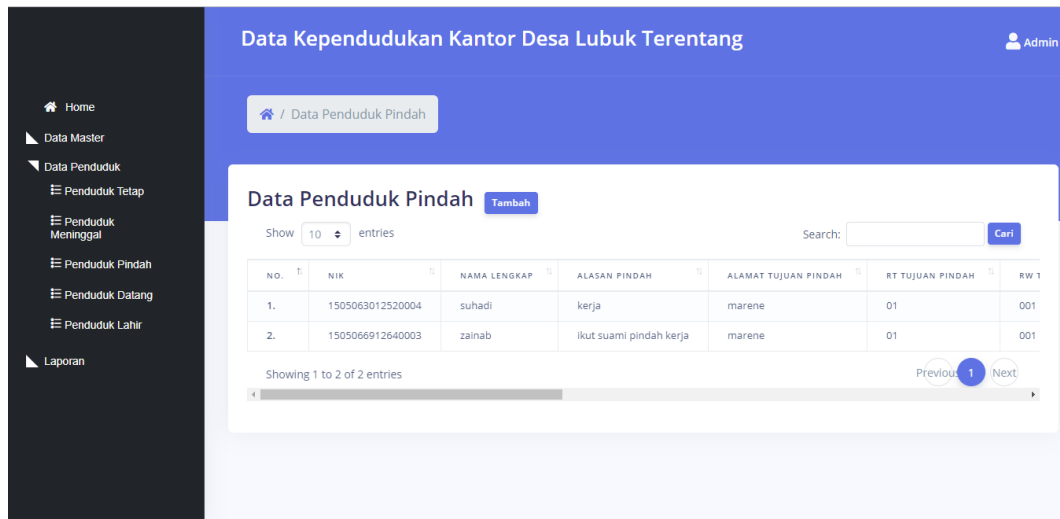 Data Kependudukan Kantor Desa Lubuk Terentang
Admin
Home
Data Master
Data Penduduk
Penduduk Tetap
Penduduk
Meninggal
Penduduk Pindah
Penduduk Datang
Penduduk Lahir
Laporan
/ Data Penduduk Pindah
Data Penduduk Pindah Tambah
Show 10 entries Search: Cari
NO. NIK NAMA LENGKAP ALASAN PINDAH ALAMAT TUJUAN PINDAH RT TUJUAN PINDAH RW T
1. 1505063012520004 suhadi kerja marene 01 001
2. 1505066912640003 zainab ikut suami pindah kerja marene 01 001
Showing 1 to 2 of 2 entries Previous 1 Next